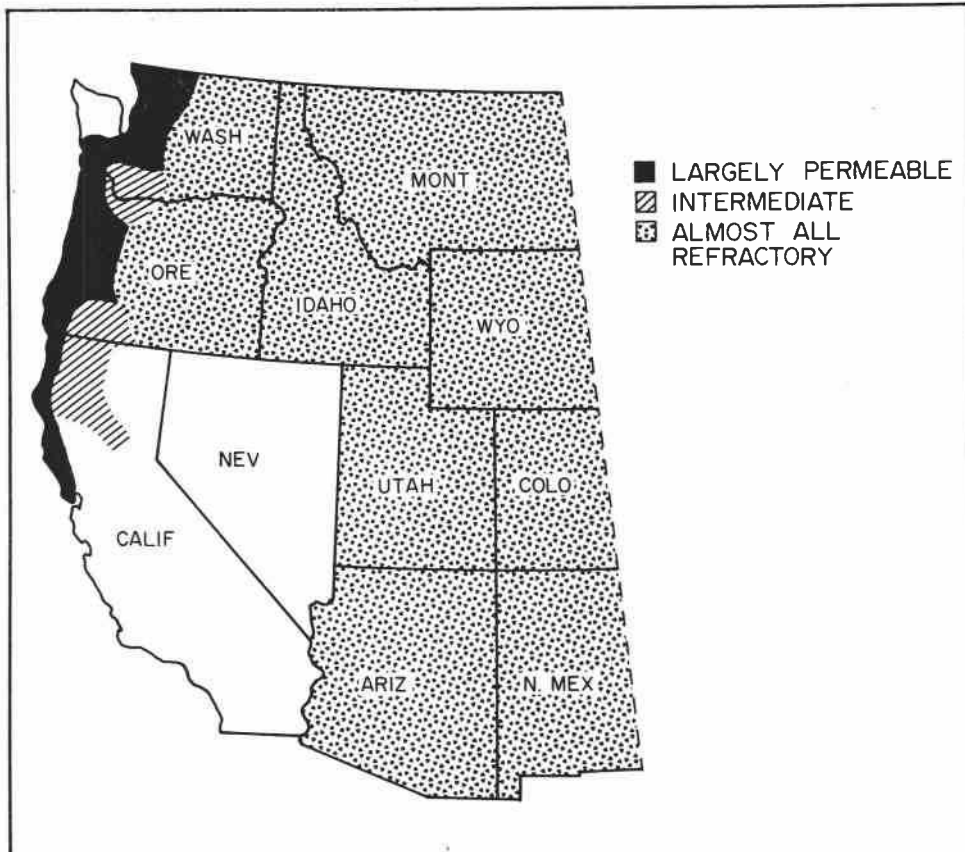 WASH
MONT
LARGELY PERMEABLE
INTERMEDIATE
ALMOST ALL
REFRACTORY
ORE
IDAHO
WYO
NEV
UTAH
COLO
CALIF
ARIZ
N. MEX